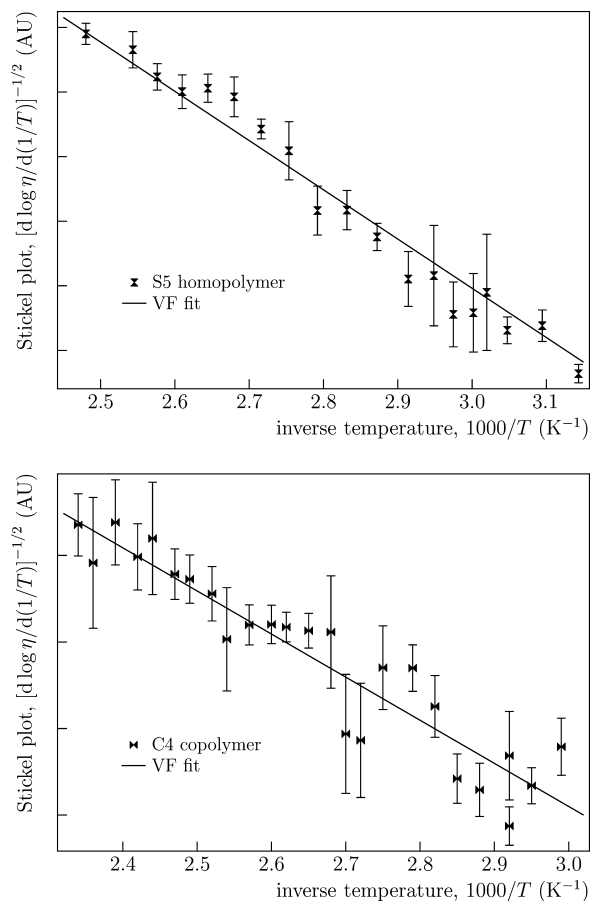 Stickel plot, [d log η/d(1/T)]⁻¹/² (AU)
S5 homopolymer
VF fit
2.5 2.6 2.7 2.8 2.9 3.0 3.1
inverse temperature, 1000/T (K⁻¹)
Stickel plot, [d log η/d(1/T)]⁻¹/² (AU)
C4 copolymer
VF fit
2.4 2.5 2.6 2.7 2.8 2.9 3.0
inverse temperature, 1000/T (K⁻¹)